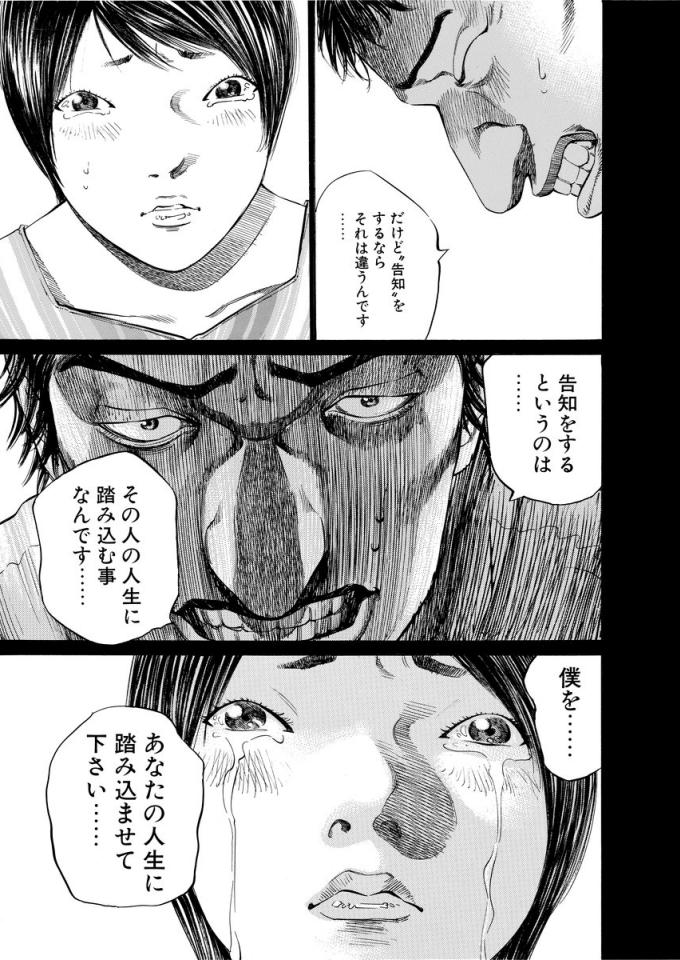 だけど〝告知〟を
するなら
それは違うんです
……
告知をする
というのは
……
その人の人生に
踏み込む事
なんです……
僕を……
あなたの人生に
踏み込ませて
下さい……